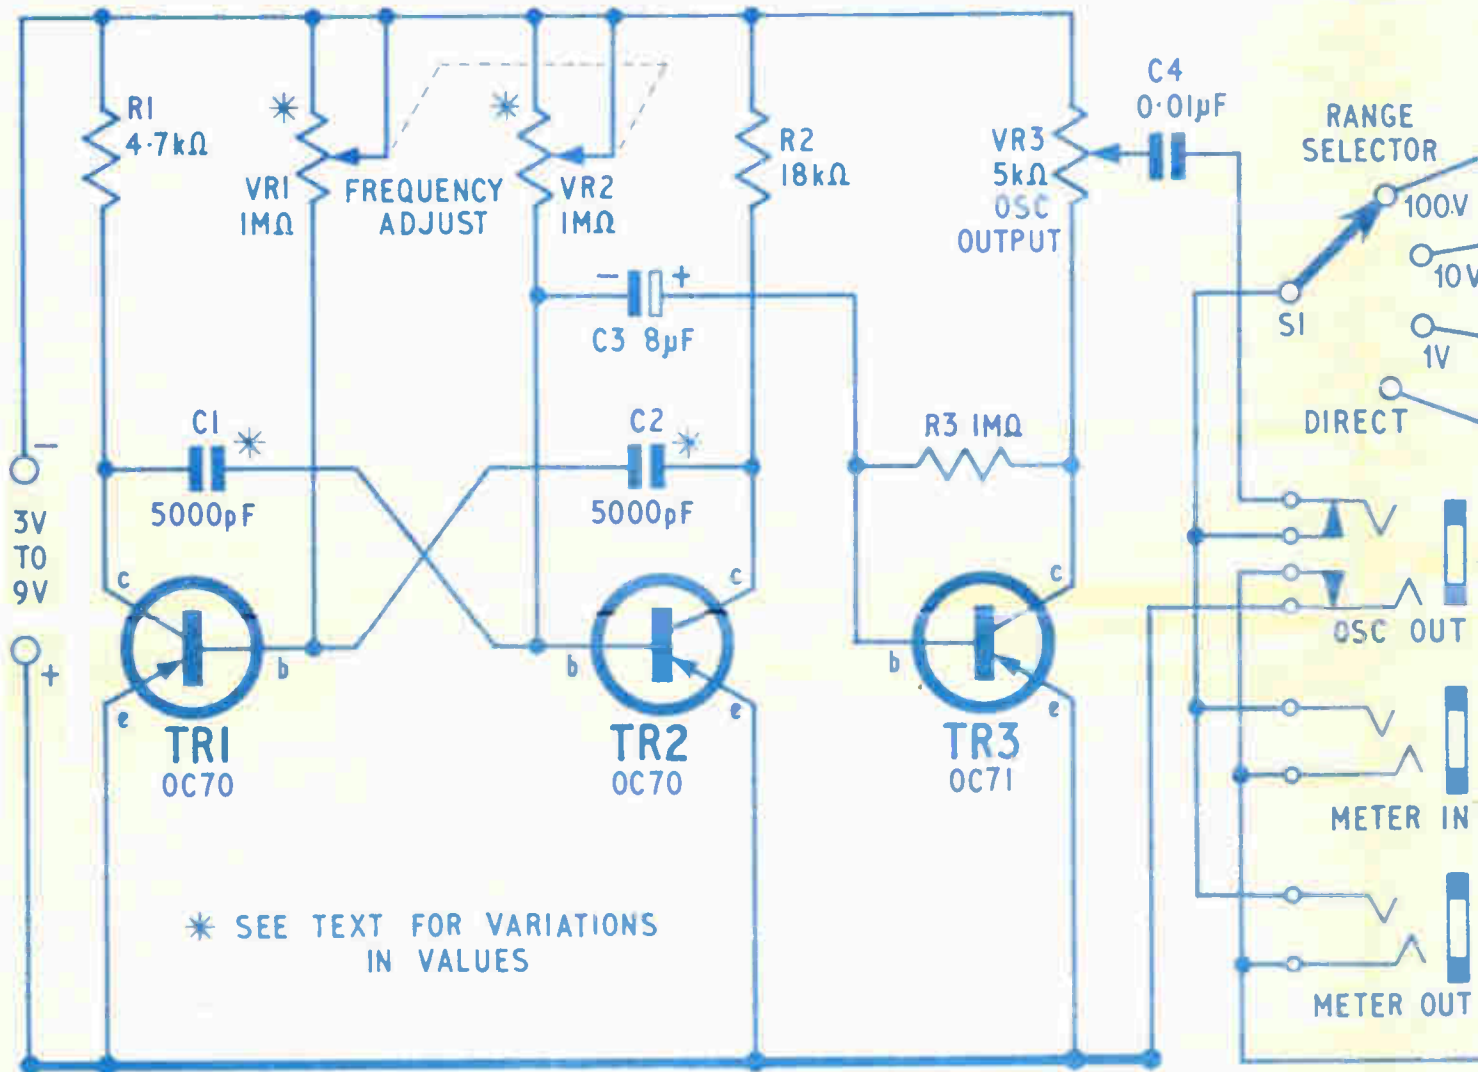 R1
4·7kΩ
VR1
1MΩ
FREQUENCY
ADJUST
VR2
1MΩ
R2
18kΩ
VR3
5kΩ
OSC
OUTPUT
C4
0·01µF
RANGE
SELECTOR
100V
10V
1V
S1
DIRECT
− +
C3 8µF
C1
5000pF
C2
5000pF
R3 1MΩ
−
3V
TO
9V
+
c
b
e
TR1
OC70
c
b
e
TR2
OC70
c
b
e
TR3
OC71
OSC OUT
METER IN
METER OUT
* SEE TEXT FOR VARIATIONS
IN VALUES